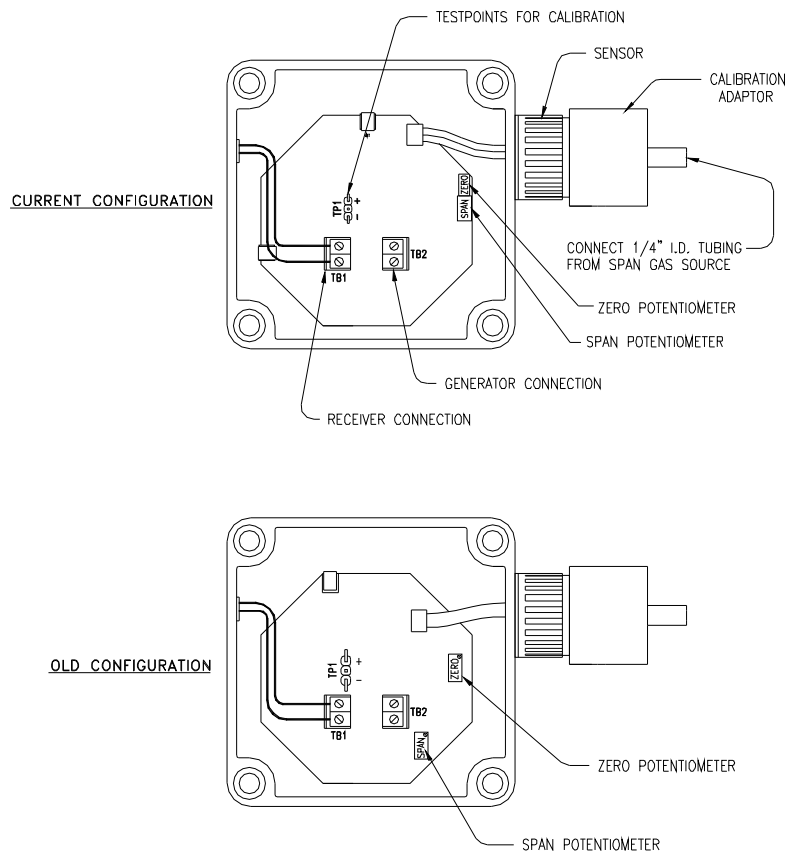 TESTPOINTS FOR CALIBRATION
SENSOR
CALIBRATION
ADAPTOR
CURRENT CONFIGURATION
TP1
+
-
ZERO
SPAN
TB1
TB2
CONNECT 1/4" I.D. TUBING
FROM SPAN GAS SOURCE
ZERO POTENTIOMETER
SPAN POTENTIOMETER
GENERATOR CONNECTION
RECEIVER CONNECTION
OLD CONFIGURATION
TP1
+
-
ZERO
TB1
TB2
SPAN
ZERO POTENTIOMETER
SPAN POTENTIOMETER